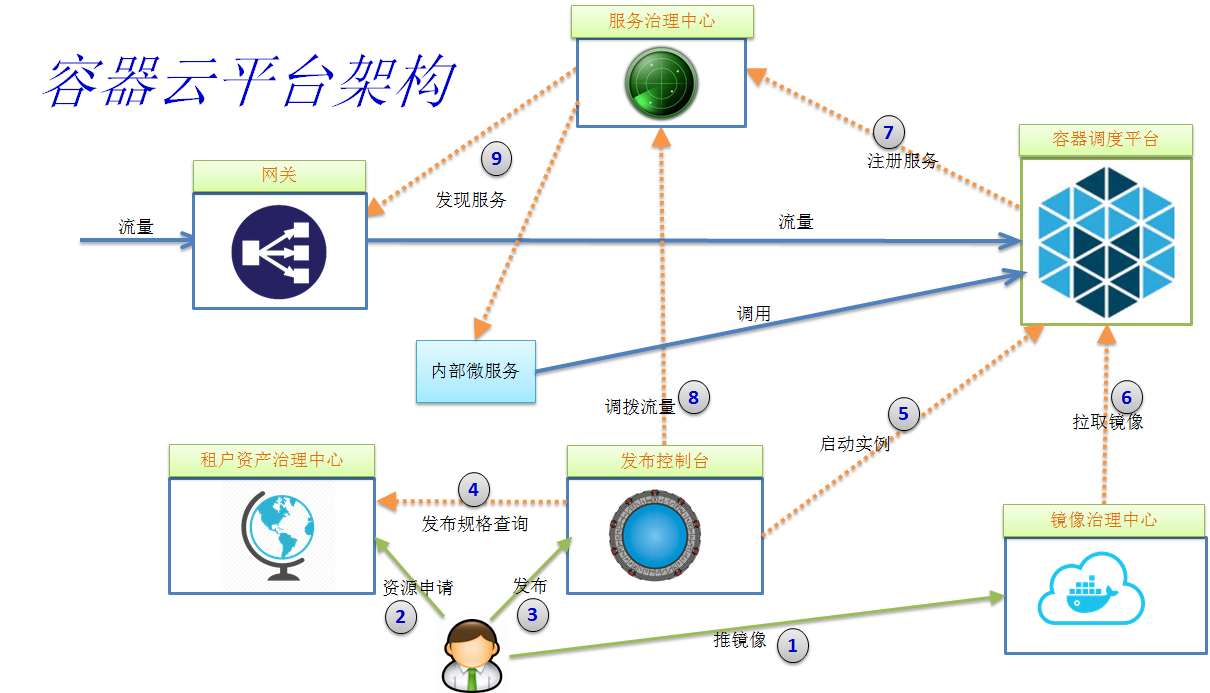 服务治理中心
容器云平台架构
7
注册服务
容器调度平台
9
发现服务
网关
流量
流量
调用
内部微服务
调拨流量
8
5
启动实例
6
拉取镜像
租户资产治理中心
4
发布规格查询
发布控制台
镜像治理中心
资源申请
2
发布
3
推镜像
1